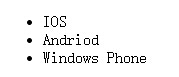 • IOS
• Andriod
• Windows Phone